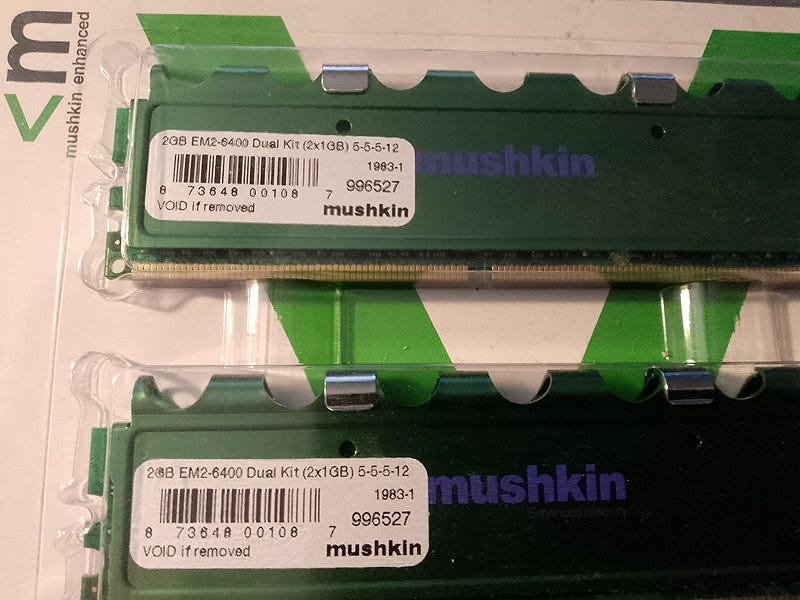 m
mushkin enhanced
2GB EM2-6400 Dual Kit (2x1GB) 5-5-5-12
1983-1
8 73648 00108 7
996527
VOID if removed
mushkin
mushkin
2GB EM2-6400 Dual Kit (2x1GB) 5-5-5-12
1983-1
8 73648 00108 7
996527
VOID if removed
mushkin
mushkin
Enhanced Memory